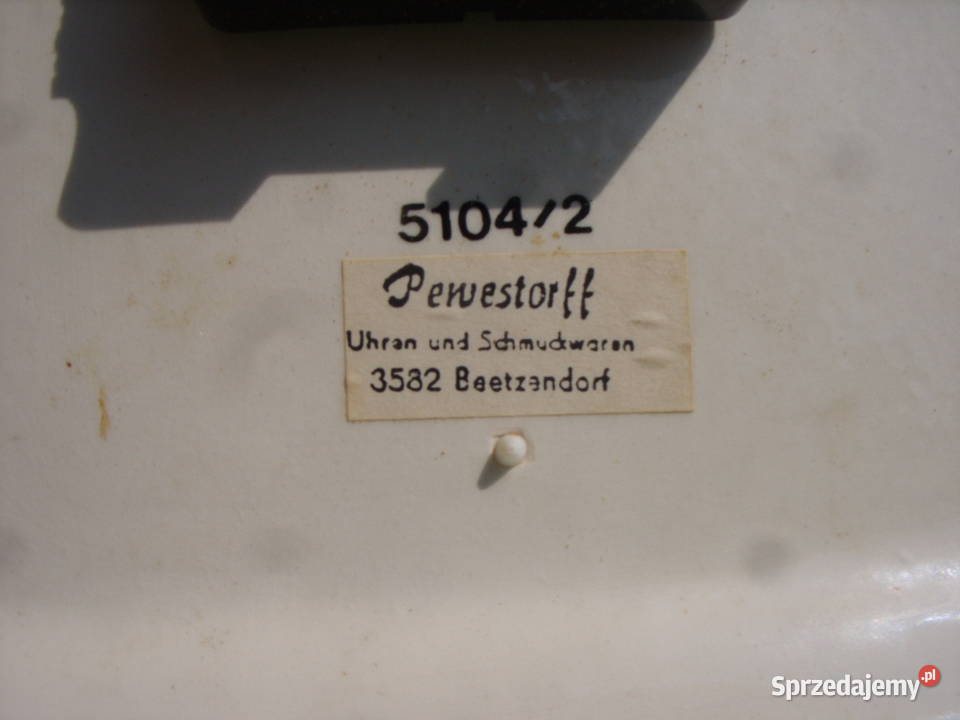 5104/2
Pewestorff
Uhren und Schmuckwaren
3582 Beetzendorf
Sprzedajemy.pl